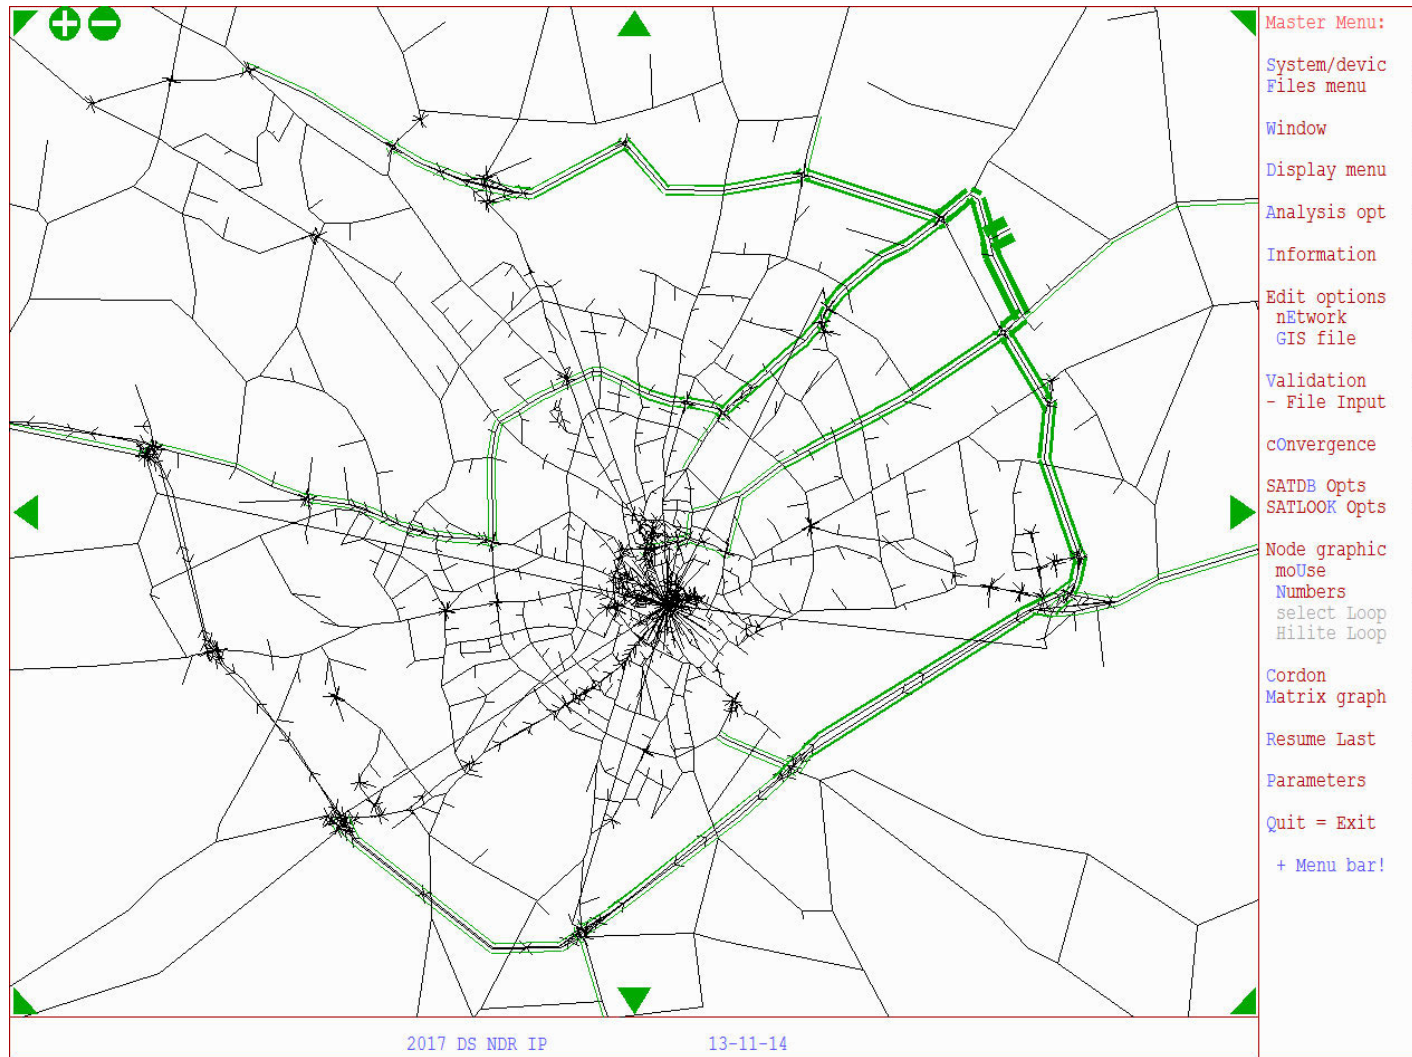 Master Menu:
System/devic
Files menu
Window
Display menu
Analysis opt
Information
Edit options
nEtwork
GIS file
Validation
- File Input
cOnvergence
SATDB Opts
SATLOOK Opts
Node graphic
moUse
Numbers
select Loop
Hilite Loop
Cordon
Matrix graph
Resume Last
Parameters
Quit = Exit
+ Menu bar!
2017 DS NDR IP 13-11-14